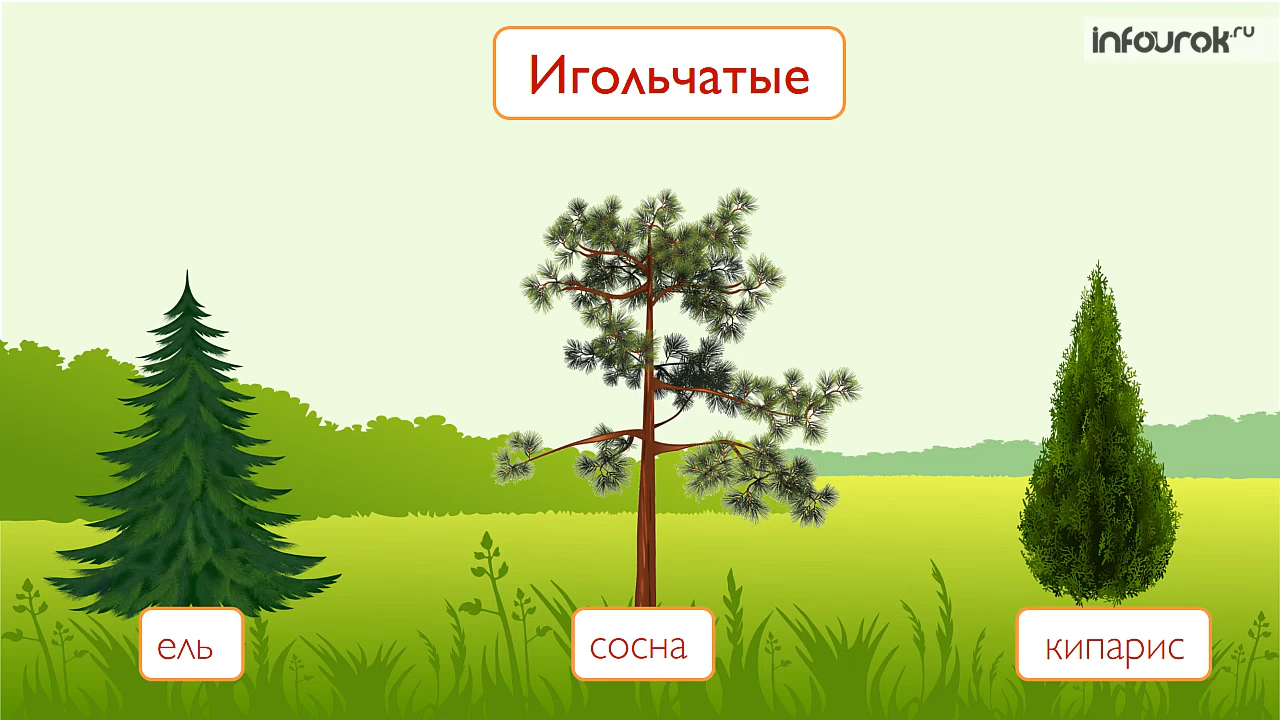 infourok.ru
Игольчатые
ель
сосна
кипарис